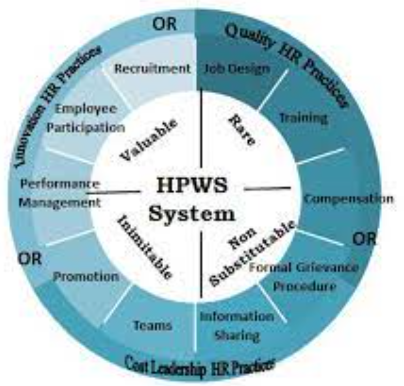 OR
Quality HR Practices
Innovation HR Practices
Recruitment
Job Design
Employee
Participation
Training
Valuable
Rare
Performance
Management
HPWS
System
Compensation
Inimitable
Non
Substitutable
OR
OR
Promotion
Formal Grievance
Procedure
Teams
Information
Sharing
Cost Leadership HR Practices